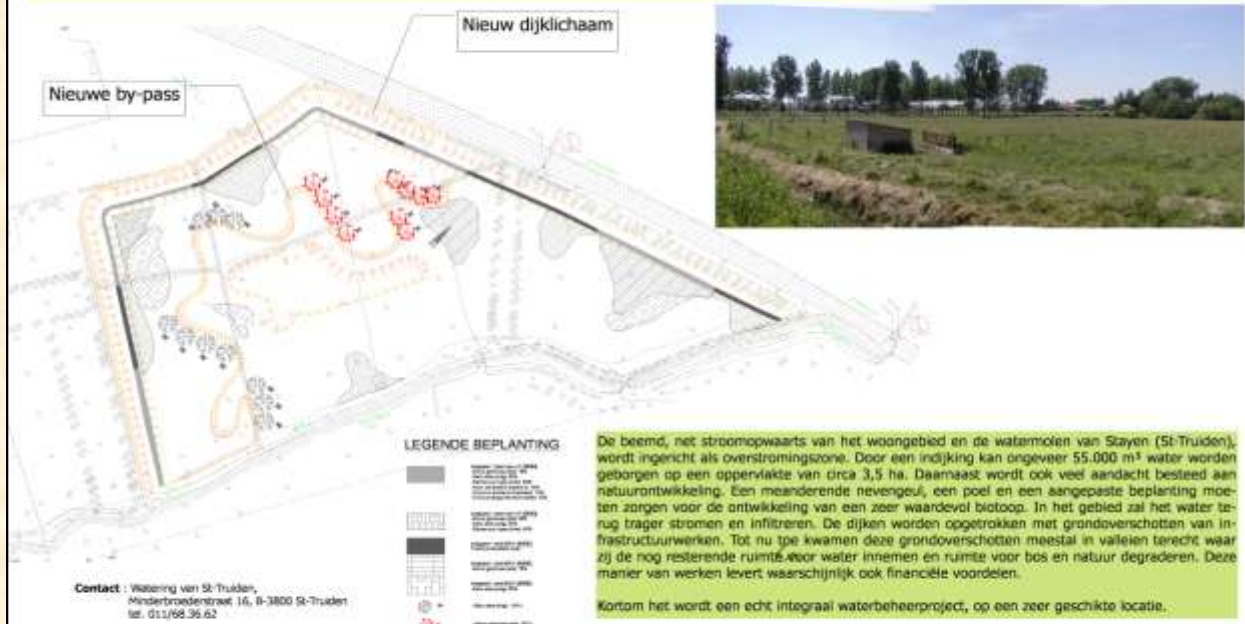 Nieuw dijklichaam
Nieuwe by-pass
LEGENDE BEPLANTING
De beemd, net stroomopwaarts van het woongebied en de watermolen van Stayen (St-Truiden),
wordt ingericht als overstromingszone. Door een indijking kan ongeveer 55.000 m³ water worden
geborgen op een oppervlakte van circa 3,5 ha. Daarnaast wordt ook veel aandacht besteed aan
natuurontwikkeling. Een meanderende nevengeul, een poel en een aangepaste beplanting moe-
ten zorgen voor de ontwikkeling van een zeer waardevol biotoop. In het gebied zal het water te-
rug trager stromen en infiltreren. De dijken worden opgetrokken met grondoverschotten van in-
frastructuurwerken. Tot nu toe kwamen deze grondoverschotten meestal in valleien terecht waar
zij de nog resterende ruimte voor water innemen en ruimte voor bos en natuur degraderen. Deze
manier van werken levert waarschijnlijk ook financiële voordelen.
Kortom het wordt een echt integraal waterbeheerproject, op een zeer geschikte locatie.
Contact : Watering van St-Truiden,
Minderbroederstraat 16, B-3800 St-Truiden
tel. 011/68.36.62